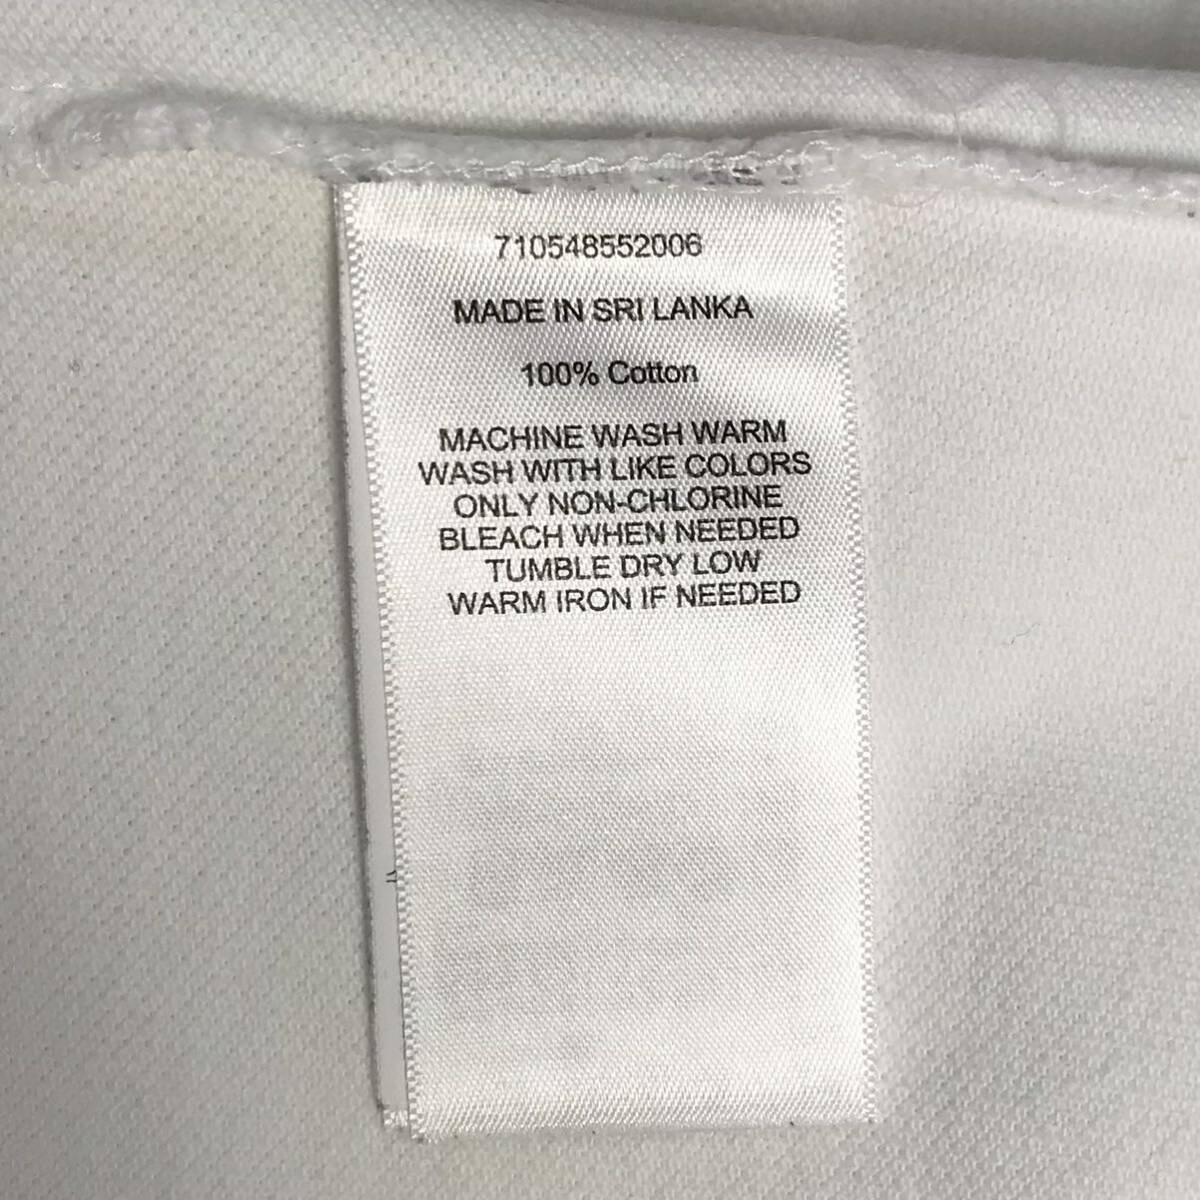 710548552006
MADE IN SRI LANKA
100% Cotton
MACHINE WASH WARM
WASH WITH LIKE COLORS
ONLY NON-CHLORINE
BLEACH WHEN NEEDED
TUMBLE DRY LOW
WARM IRON IF NEEDED